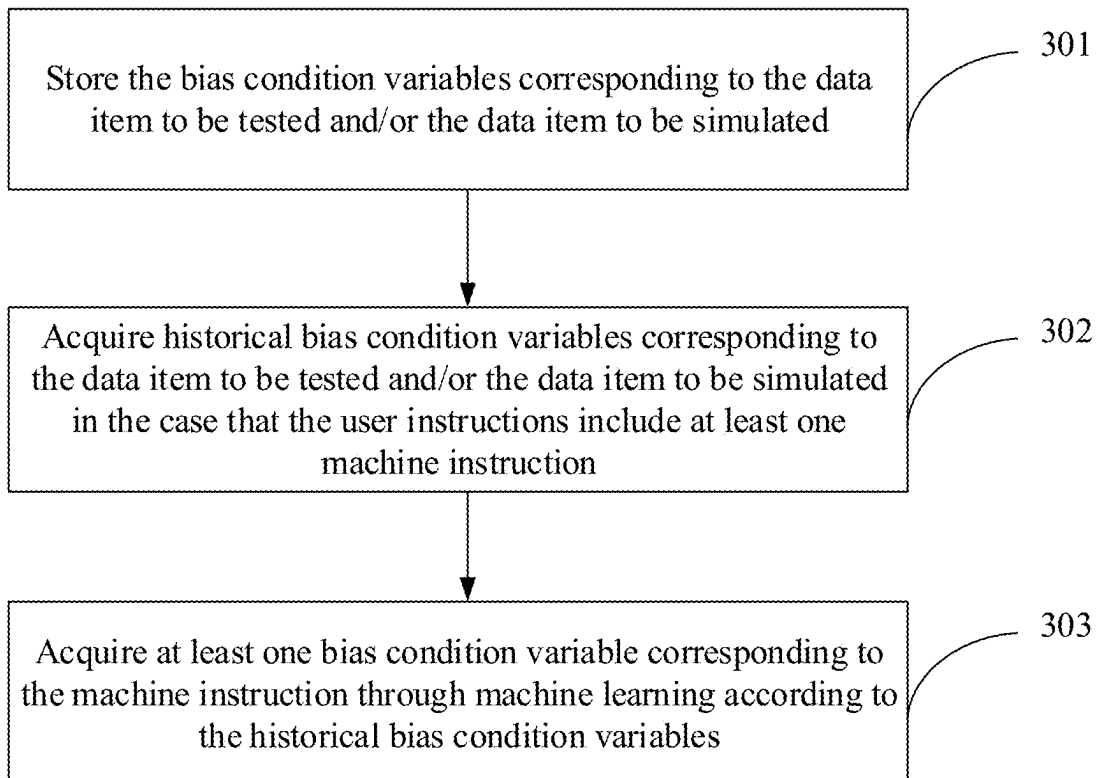 301
Store the bias condition variables corresponding to the data
item to be tested and/or the data item to be simulated
302
Acquire historical bias condition variables corresponding to
the data item to be tested and/or the data item to be simulated
in the case that the user instructions include at least one
machine instruction
303
Acquire at least one bias condition variable corresponding to
the machine instruction through machine learning according to
the historical bias condition variables